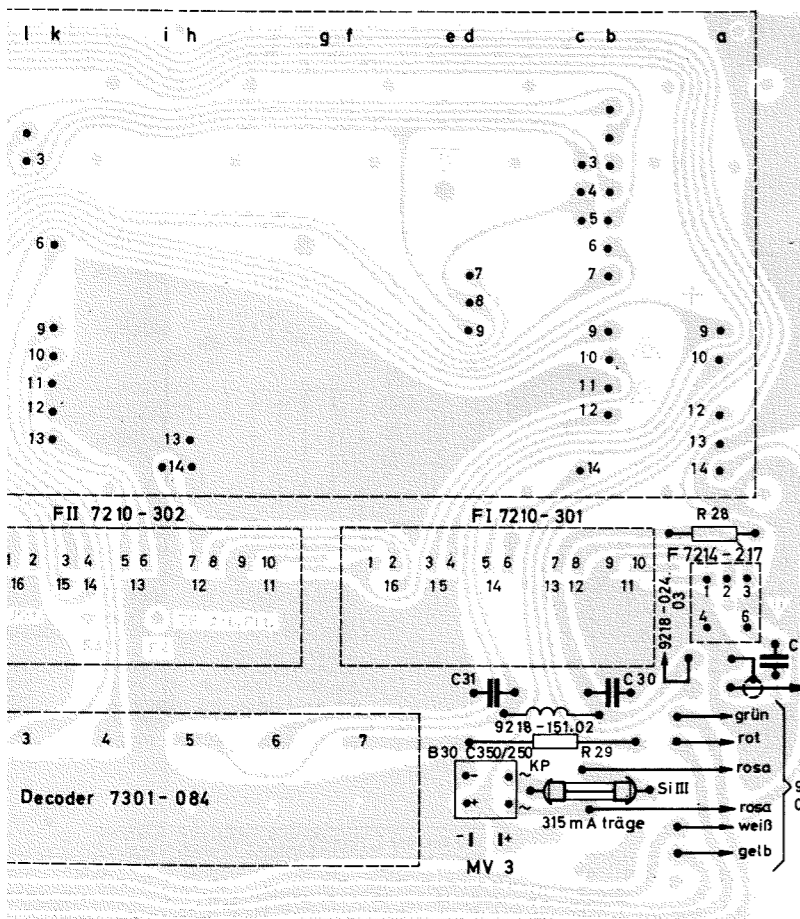 l k i h g f e d c b a
3 3
4
5
6 6
7 7
8
9 9 9 9
10 10 10
11 11
12 12 12
13 13 13
14 14 14
FII 7210-302
FI 7210-301
R 28
F 7214-217
1 2 3 4 5 6 7 8 9 10
16 15 14 13 12 11
1 2 3 4 5 6 7 8 9 10
16 15 14 13 12 11
9218-024.
03
1 2 3
4 6
C
C31
C30
9218-151.02
R 29
grün
rot
rosa
rosa
weiß
gelb
9
0
3 4 5 6 7
Decoder 7301-084
B30 C350/250
KP
- ~
+ ~
Si III
315 mA träge
- +
MV 3